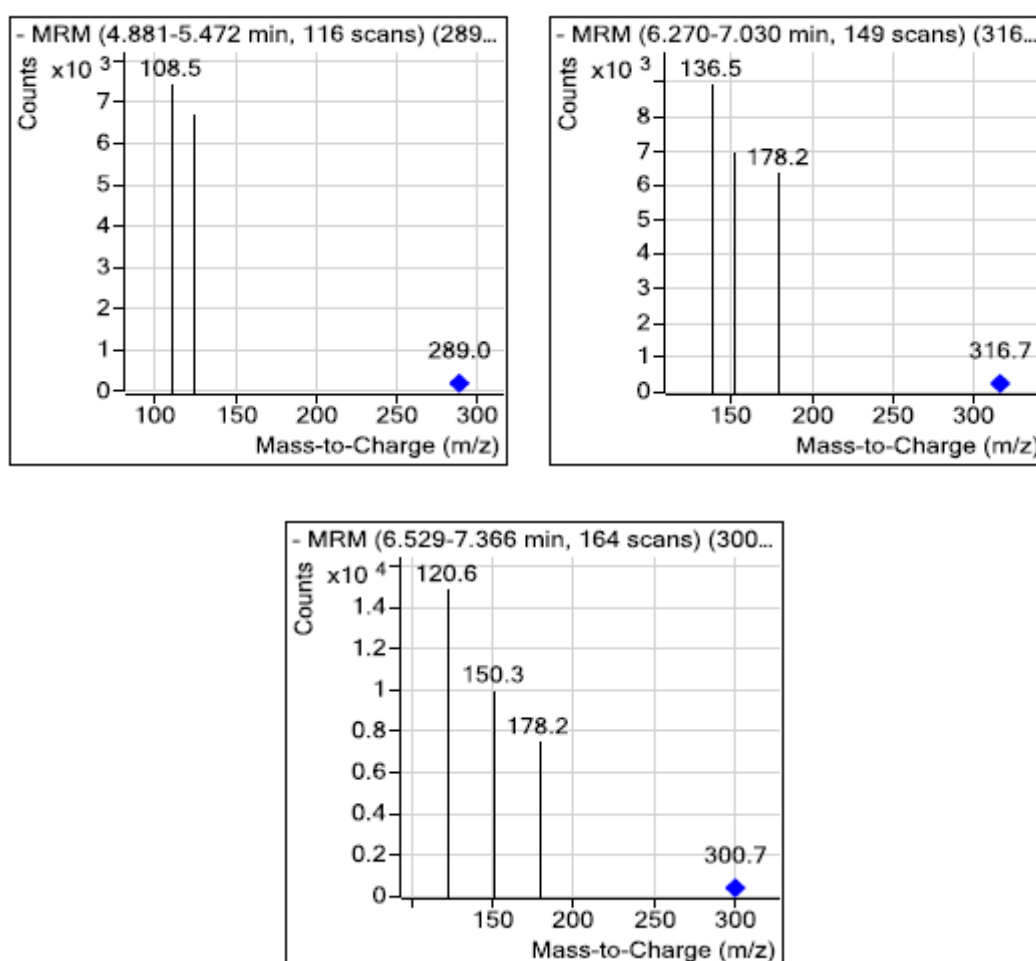 - MRM (4.881-5.472 min, 116 scans) (289...
Counts
x10 3
108.5
7
6
5
4
3
2
1
0
289.0
100 150 200 250 300
Mass-to-Charge (m/z)
- MRM (6.270-7.030 min, 149 scans) (316...
Counts
x10 3
136.5
8
7
178.2
6
5
4
3
2
1
0
316.7
150 200 250 300
Mass-to-Charge (m/z)
- MRM (6.529-7.366 min, 164 scans) (300...
Counts
x10 4
120.6
1.4
1.2
150.3
1
178.2
0.8
0.6
0.4
0.2
0
300.7
150 200 250 300
Mass-to-Charge (m/z)